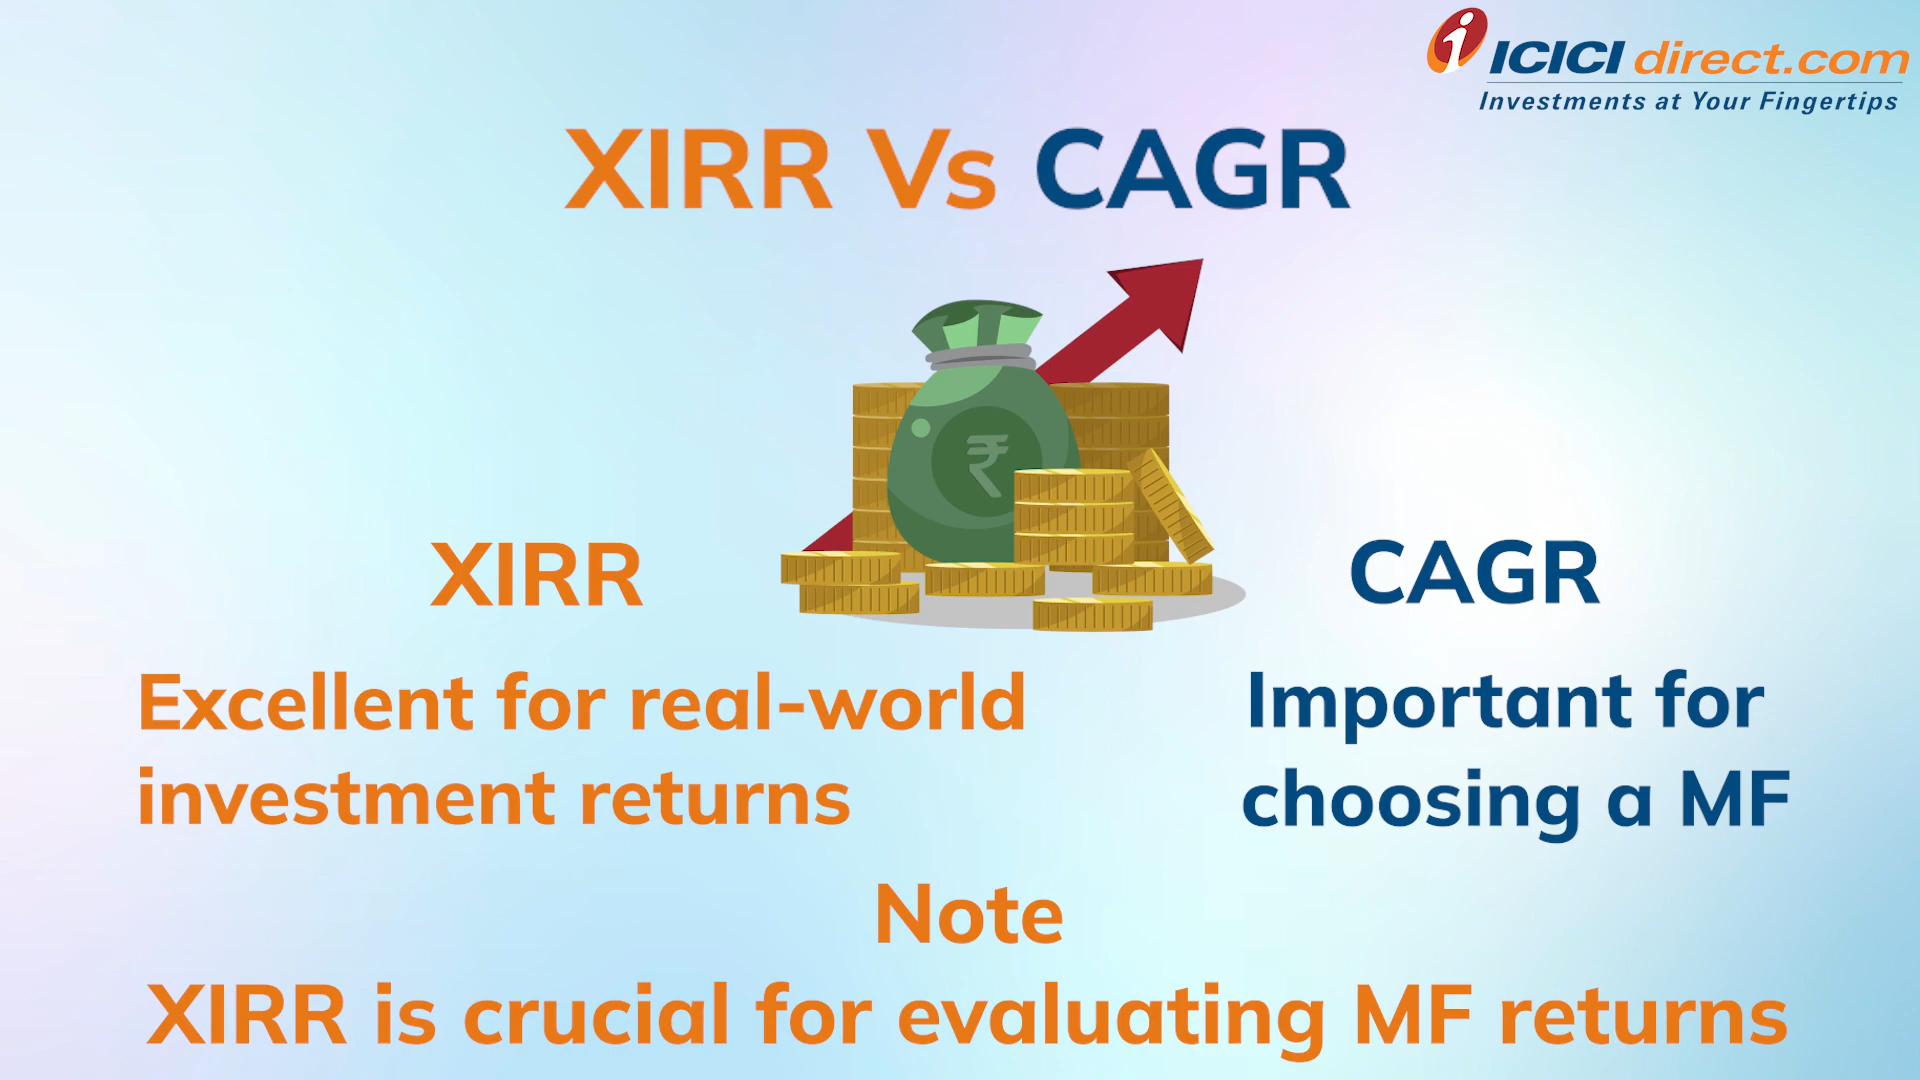 ICICI direct.com
Investments at Your Fingertips
XIRR Vs CAGR
₹
XIRR
Excellent for real-world
investment returns
CAGR
Important for
choosing a MF
Note
XIRR is crucial for evaluating MF returns